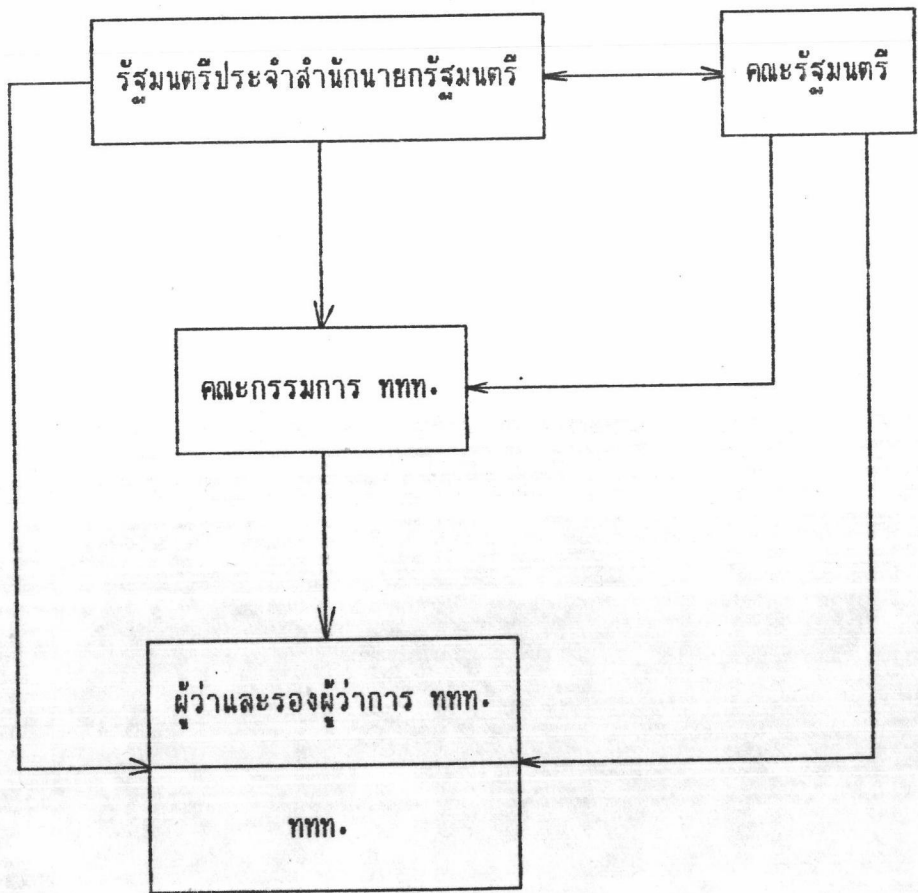 รัฐมนตรีประจำสำนักนายกรัฐมนตรี
คณะรัฐมนตรี
คณะกรรมการ ททท.
ผู้ว่าและรองผู้ว่าการ ททท.
ททท.